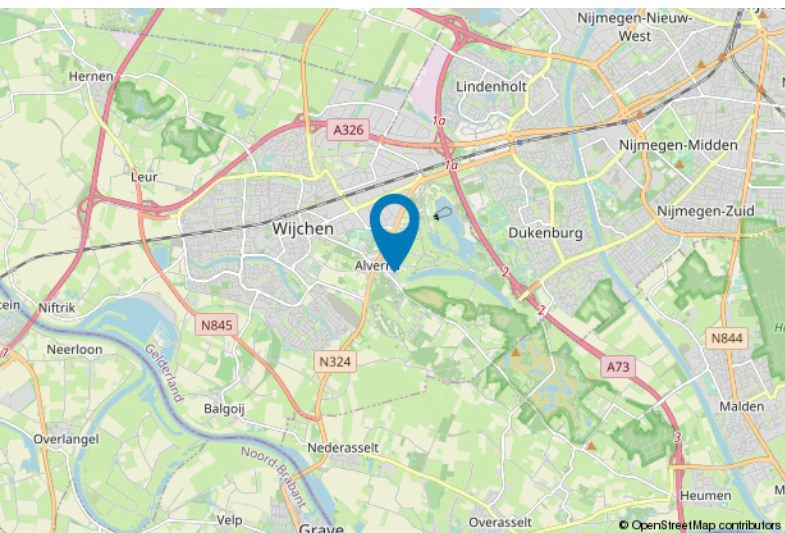 Nijmegen-Nieuw-
West
Hernen
Lindenholt
1a
A326
Nijmegen-Midden
1a
Leur
Nijmegen-Zuid
Wijchen
Dukenburg
Alverna
2
Niftrik
2
N845
N844
Neerloon
7
Gelderland
N324
A73
Balgoij
Malden
Overlangel
3
Nederasselt
Noord-Brabant
Heumen
Velp
Overasselt
Grave
© OpenStreetMap contributors